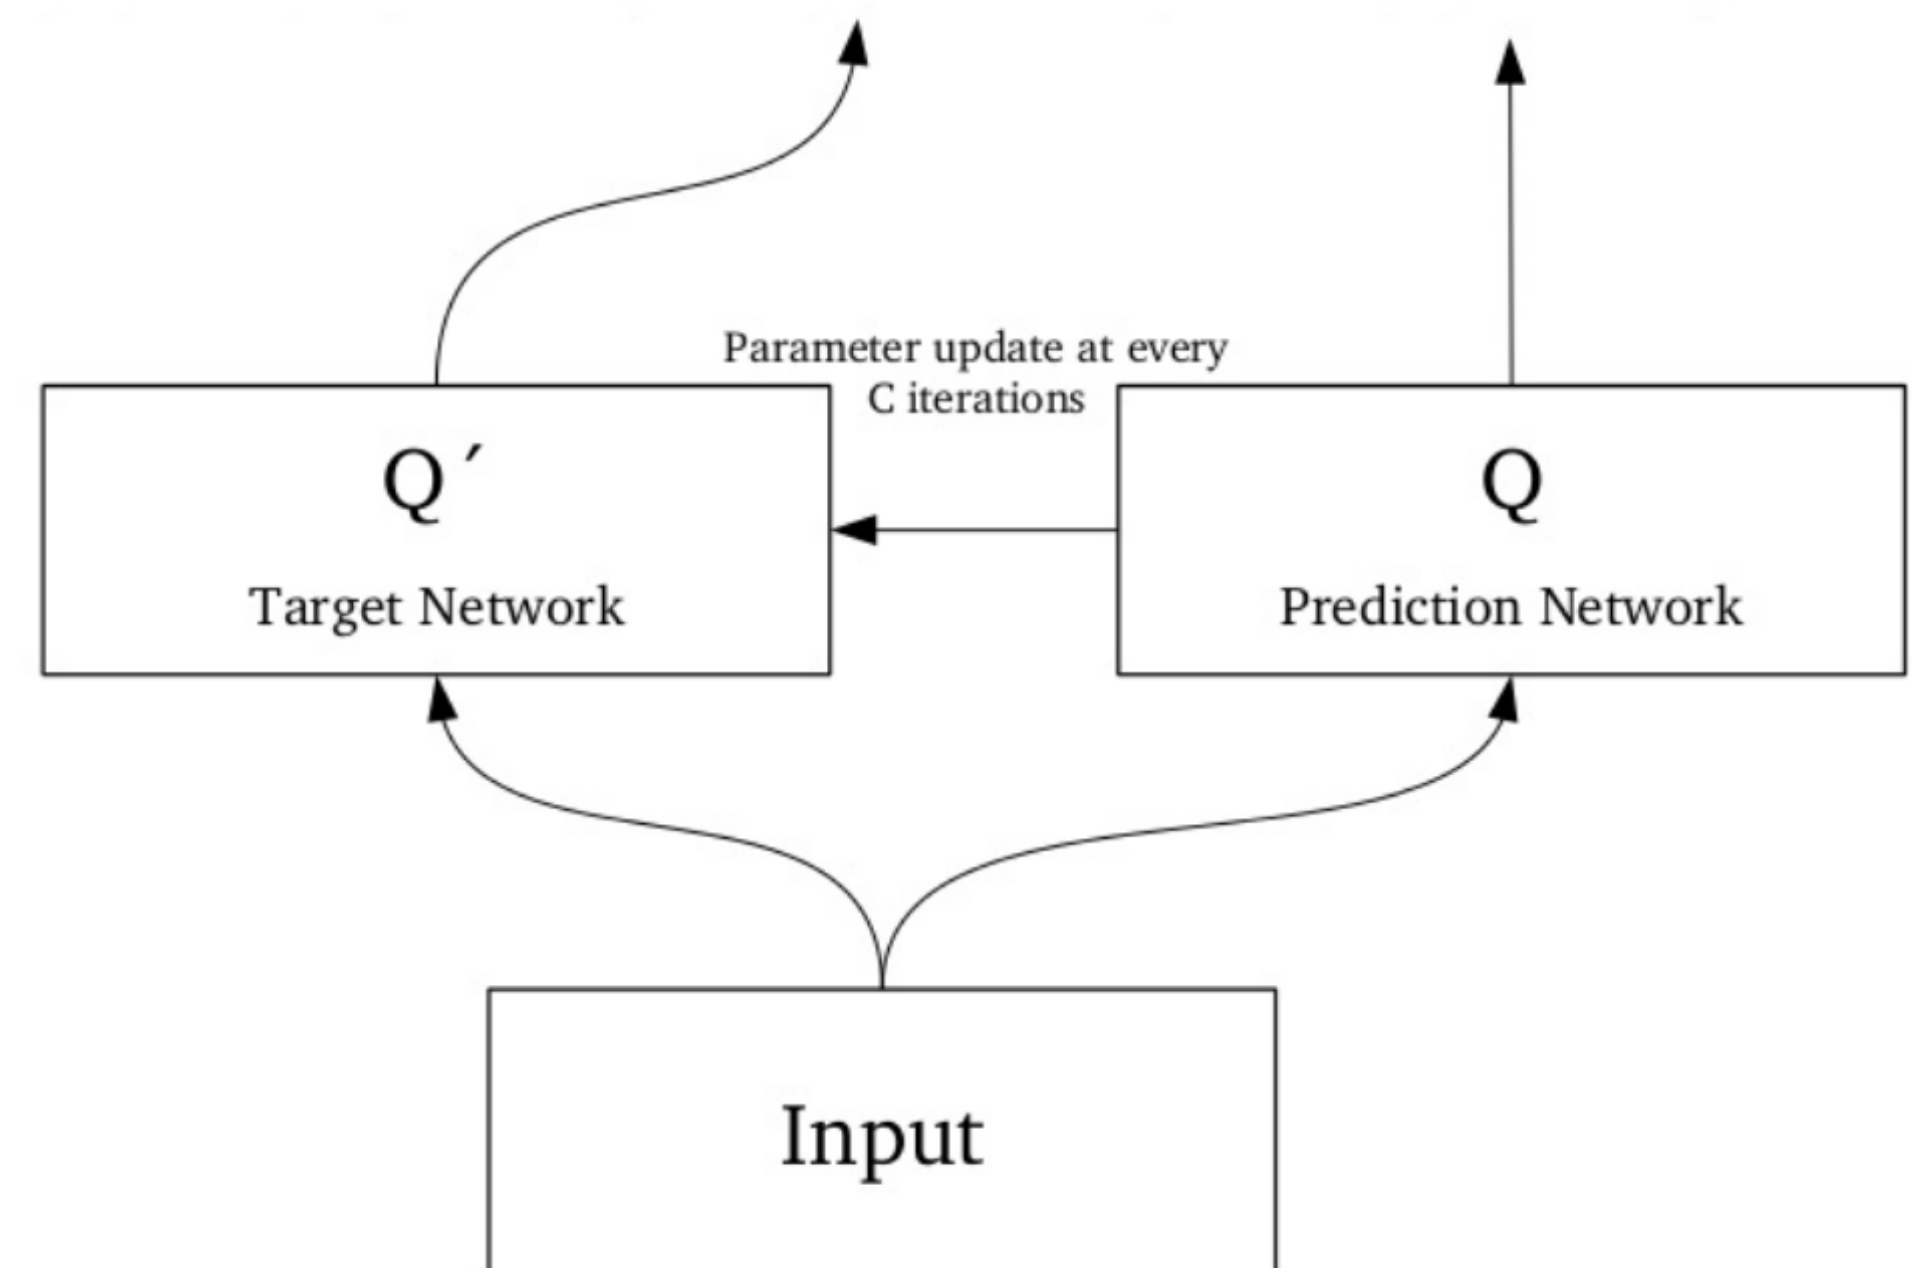 Parameter update at every
C iterations
Q´
Target Network
Q
Prediction Network
Input